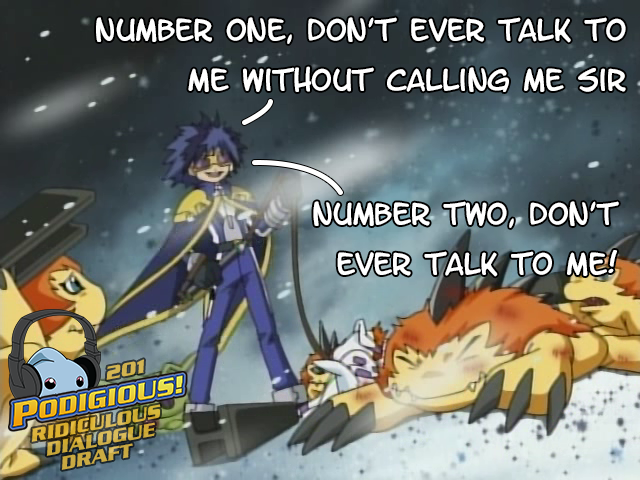 NUMBER ONE, DON'T EVER TALK TO
ME WITHOUT CALLING ME SIR
NUMBER TWO, DON'T
EVER TALK TO ME!
201
PODIGIOUS!
RIDICULOUS
DIALOGUE
DRAFT